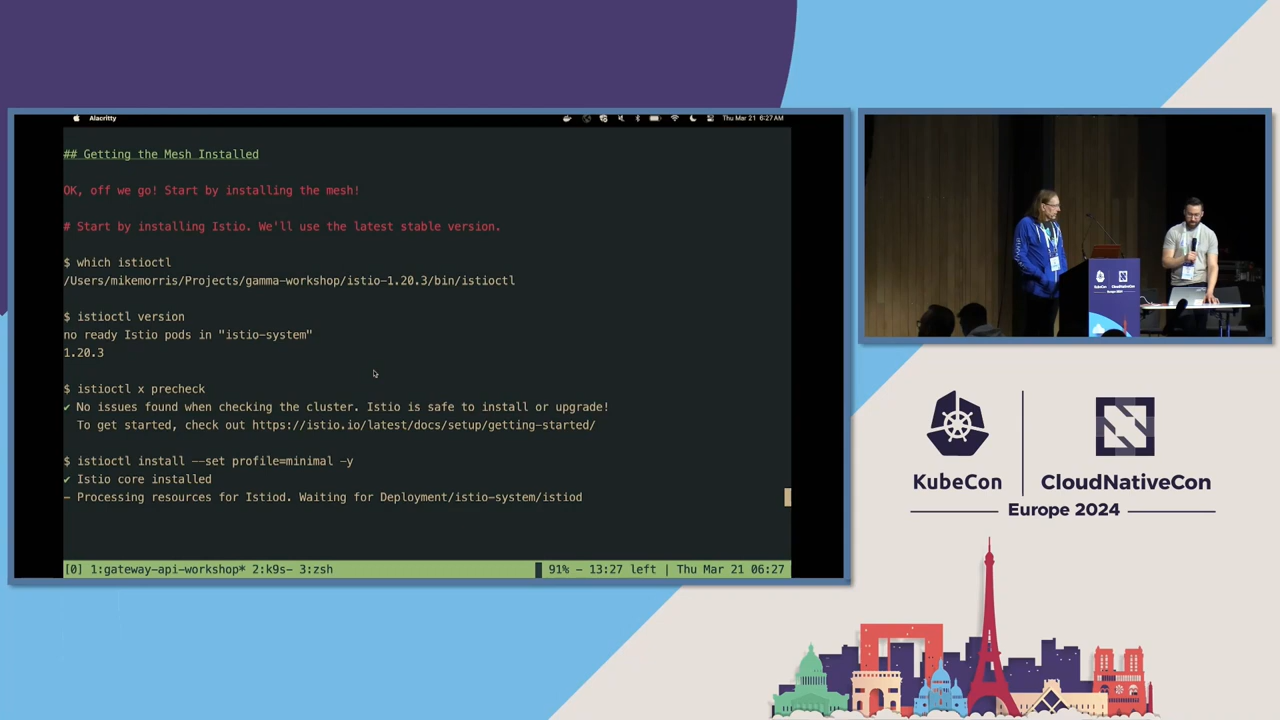 Alacritty
Thu Mar 21 6:27 AM
## Getting the Mesh Installed
OK, off we go! Start by installing the mesh!
# Start by installing Istio. We'll use the latest stable version.
$ which istioctl
/Users/mikemorris/Projects/gamma-workshop/istio-1.20.3/bin/istioctl
$ istioctl version
no ready Istio pods in "istio-system"
1.20.3
$ istioctl x precheck
✔ No issues found when checking the cluster. Istio is safe to install or upgrade!
To get started, check out https://istio.io/latest/docs/setup/getting-started/
$ istioctl install --set profile=minimal -y
✔ Istio core installed
- Processing resources for Istiod. Waiting for Deployment/istio-system/istiod
[0] 1:gateway-api-workshop* 2:k9s- 3:zsh
91% - 13:27 left | Thu Mar 21 06:27
KubeCon
CloudNativeCon
KubeCon
CloudNativeCon
Europe 2024